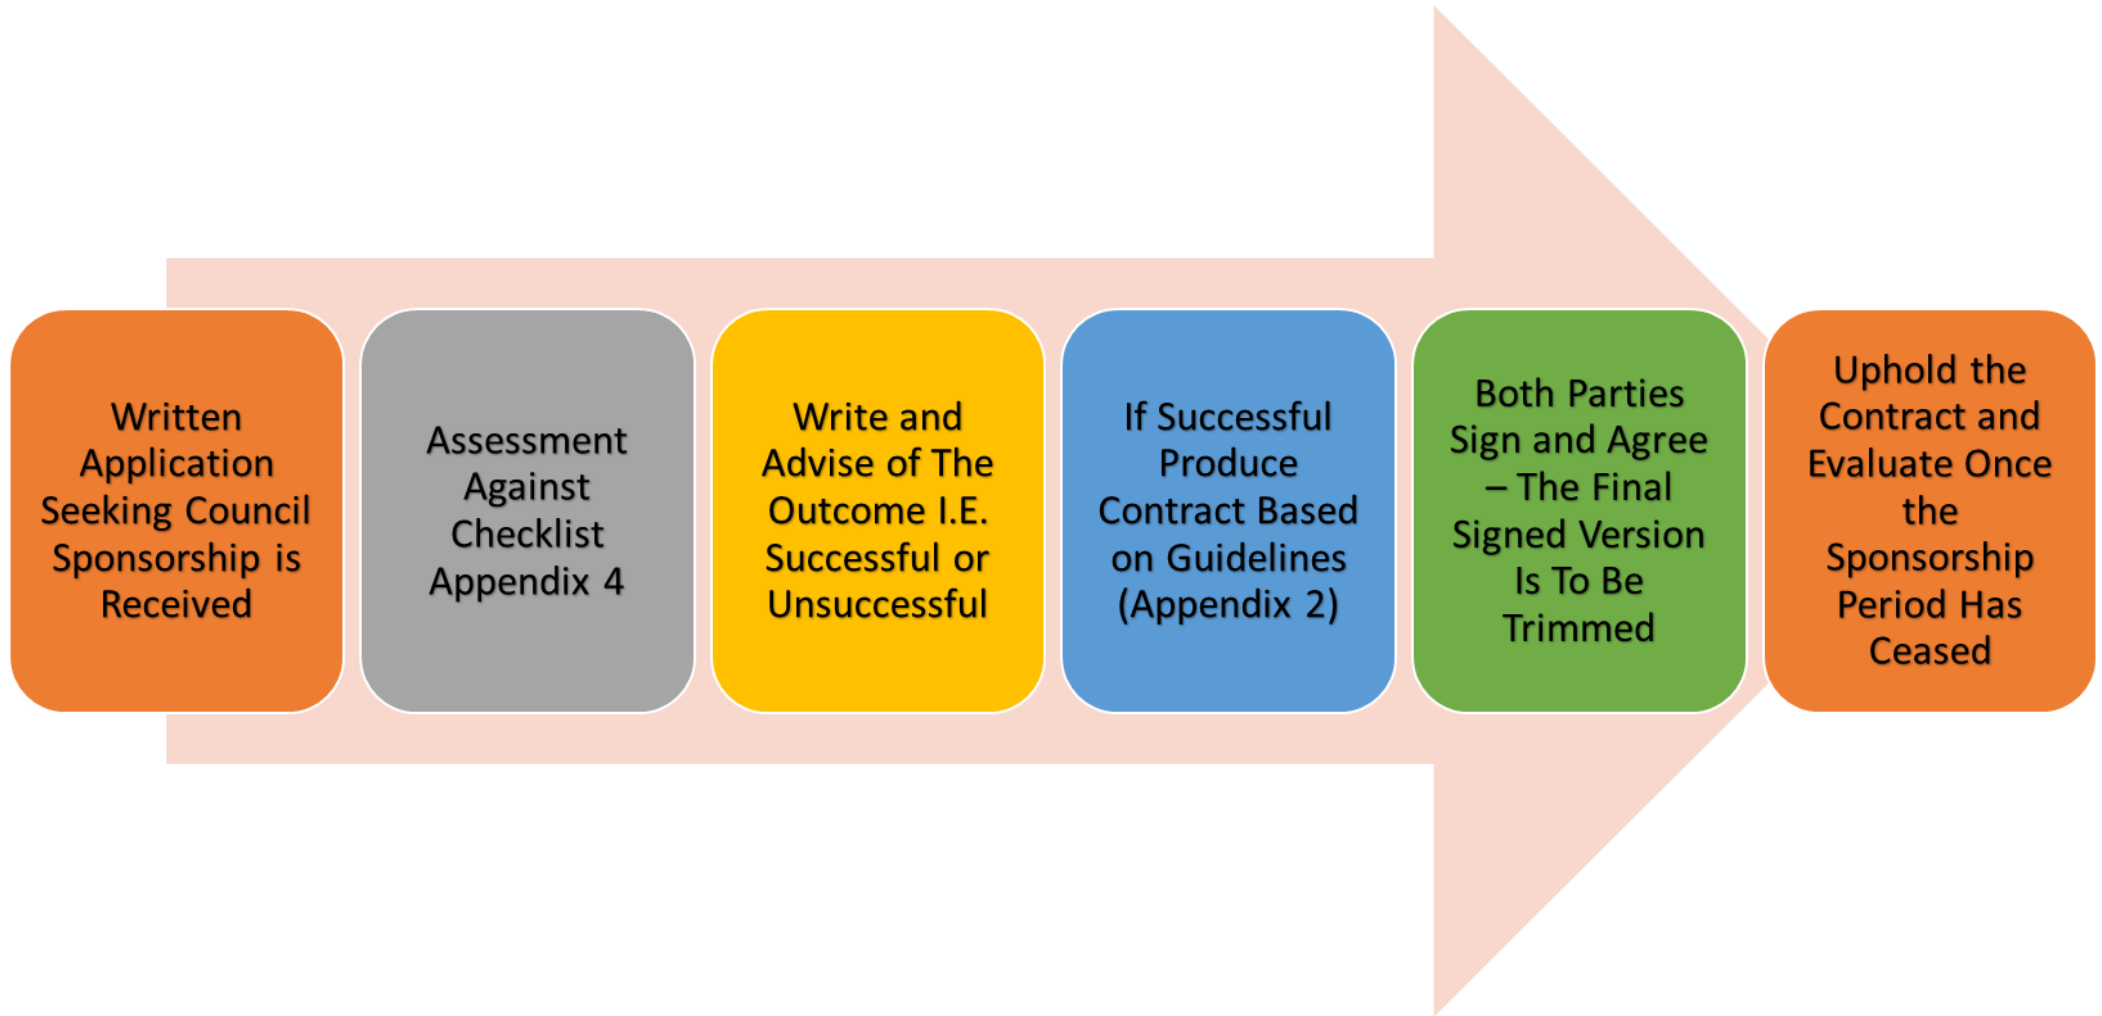 Written
Application
Seeking Council
Sponsorship is
Received
Assessment
Against
Checklist
Appendix 4
Write and
Advise of The
Outcome I.E.
Successful or
Unsuccessful
If Successful
Produce
Contract Based
on Guidelines
(Appendix 2)
Both Parties
Sign and Agree
– The Final
Signed Version
Is To Be
Trimmed
Uphold the
Contract and
Evaluate Once
the
Sponsorship
Period Has
Ceased